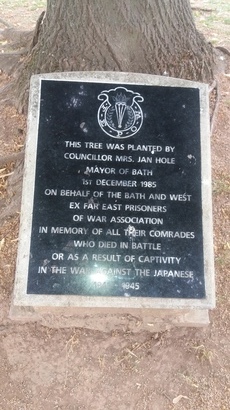 THIS TREE WAS PLANTED BY
COUNCILLOR MRS. JAN HOLE
MAYOR OF BATH
1ST DECEMBER 1985
ON BEHALF OF THE BATH AND WEST
EX FAR EAST PRISONERS
OF WAR ASSOCIATION
IN MEMORY OF ALL THEIR COMRADES
WHO DIED IN BATTLE
OR AS A RESULT OF CAPTIVITY
IN THE WAR AGAINST THE JAPANESE
1945